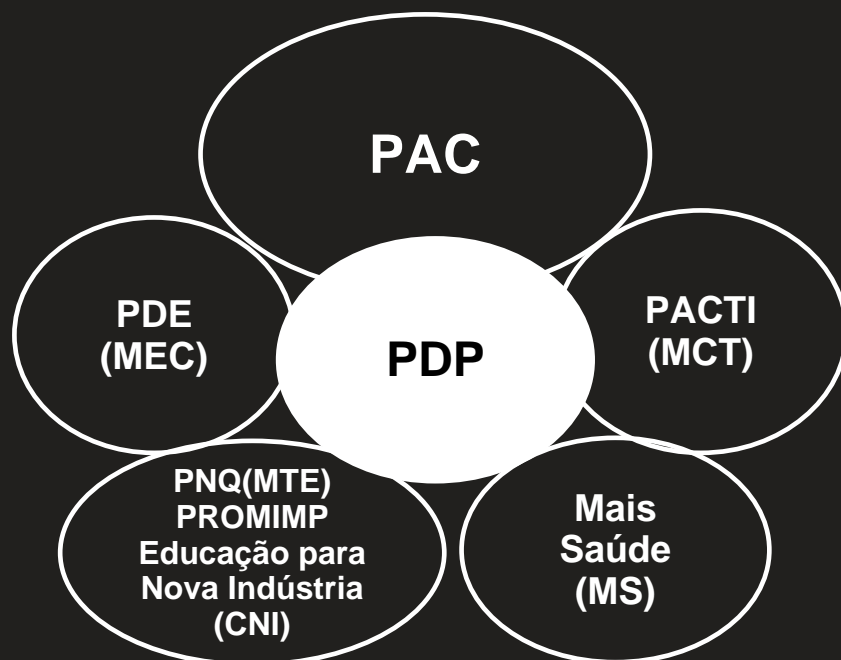 PAC
PDE
(MEC)
PACTI
(MCT)
PDP
PNQ(MTE)
PROMIMP
Educação para
Nova Indústria
(CNI)
Mais
Saúde
(MS)